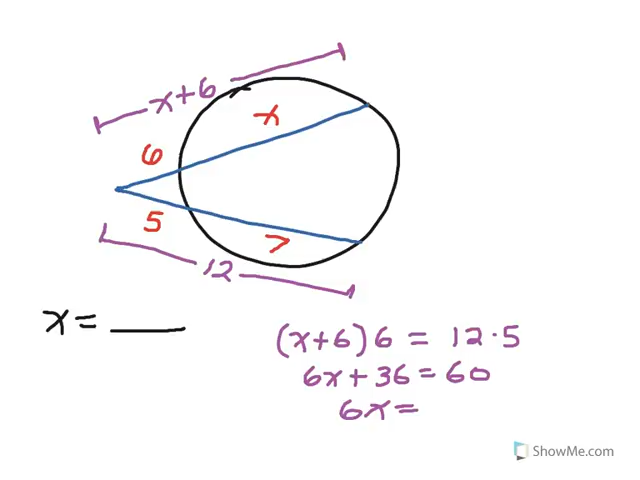 x+6
x
6
5
7
12
x = ____
(x+6)6 = 12·5
6x+36=60
6x=
ShowMe.com